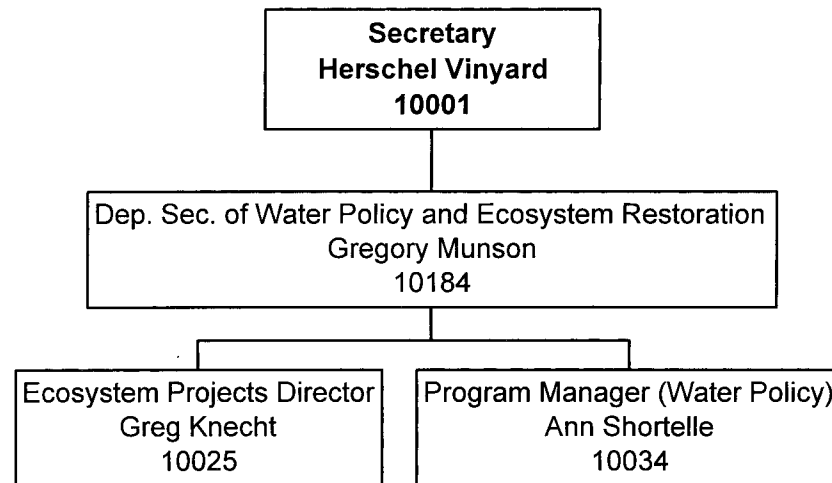 Secretary
Herschel Vinyard
10001
Dep. Sec. of Water Policy and Ecosystem Restoration
Gregory Munson
10184
Ecosystem Projects Director
Greg Knecht
10025
Program Manager (Water Policy)
Ann Shortelle
10034